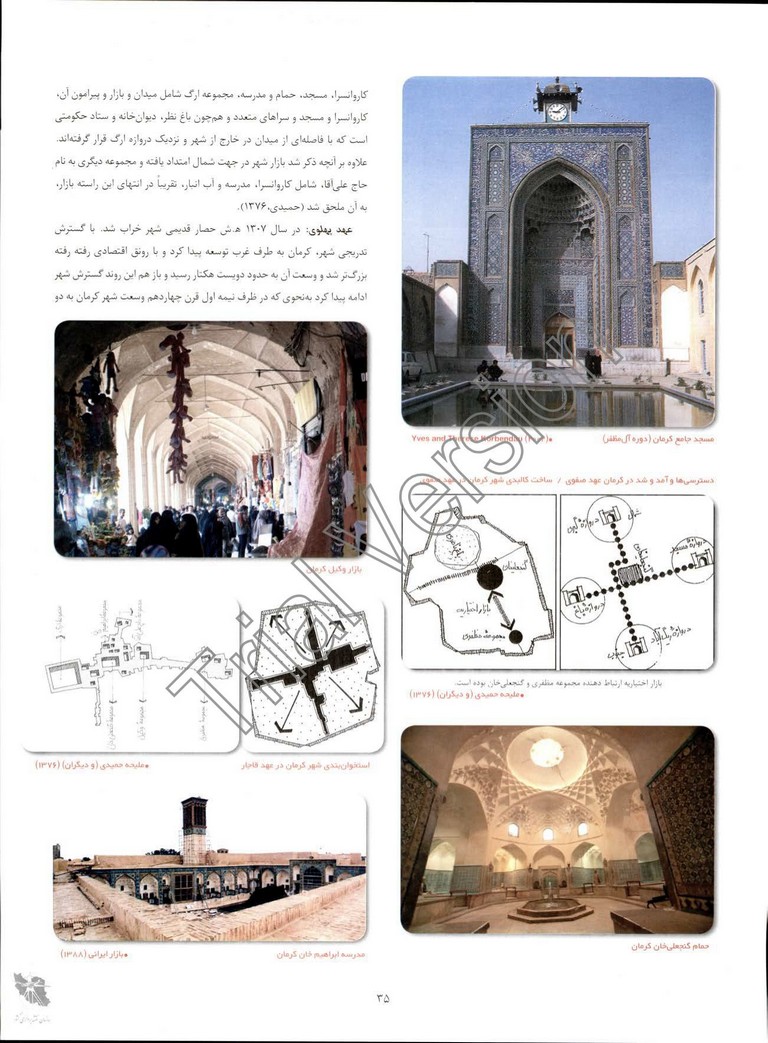 کاروانسرا، مسجد، حمام و مدرسه، مجموعه ارگ شامل میدان و بازار و پیرامون آن،
کاروانسرا و مسجد و سراهای متعدد و هم‌چون باغ نظر، دیوان‌خانه و ستاد حکومتی
است که با فاصله‌ای از میدان در خارج از شهر و نزدیک دروازه ارگ قرار گرفته‌اند.
علاوه بر آنچه ذکر شد بازار شهر در جهت شمال امتداد یافته و مجموعه دیگری به نام
حاج علی‌آقا، شامل کاروانسرا، مدرسه و آب انبار، تقریباً در انتهای این راسته بازار،
به آن ملحق شد (حمیدی،۱۳۷۶).
عهد پهلوی: در سال ۱۳۰۷ ه.ش حصار قدیمی شهر خراب شد. با گسترش
تدریجی شهر، کرمان به طرف غرب توسعه پیدا کرد و با رونق اقتصادی رفته رفته
بزرگ‌تر شد و وسعت آن به حدود دویست هکتار رسید و باز هم این روند گسترش شهر
ادامه پیدا کرد به‌نحوی که در ظرف نیمه اول قرن چهاردهم وسعت شهر کرمان به دو
مسجد جامع کرمان (دوره آل‌مظفر)
Yves and Thérèse Korbendau
بازار وکیل کرمان
دسترسی‌ها و آمد و شد در کرمان عهد صفوی / ساخت کالبدی شهر کرمان در عهد صفوی
گنجعلیخان
بازار اختیاریه
مجموعه مظفری
بازار اختیاریه ارتباط دهنده مجموعه مظفری و گنجعلی‌خان بوده است.
•ملیحه حمیدی (و دیگران) (۱۳۷۶)
استخوان‌بندی شهر کرمان در عهد قاجار
•ملیحه حمیدی (و دیگران) (۱۳۷۶)
مدرسه ابراهیم خان کرمان
•بازار ایرانی (۱۳۸۸)
حمام گنجعلی‌خان کرمان
۳۵
Trial Version